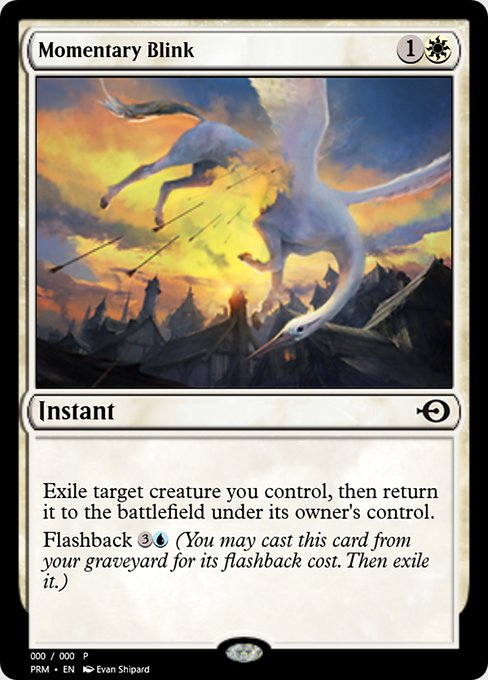 Momentary Blink 1
Instant
Exile target creature you control, then return
it to the battlefield under its owner's control.
Flashback 3 (You may cast this card from
your graveyard for its flashback cost. Then exile
it.)
000 / 000 P
PRM • EN Evan Shipard